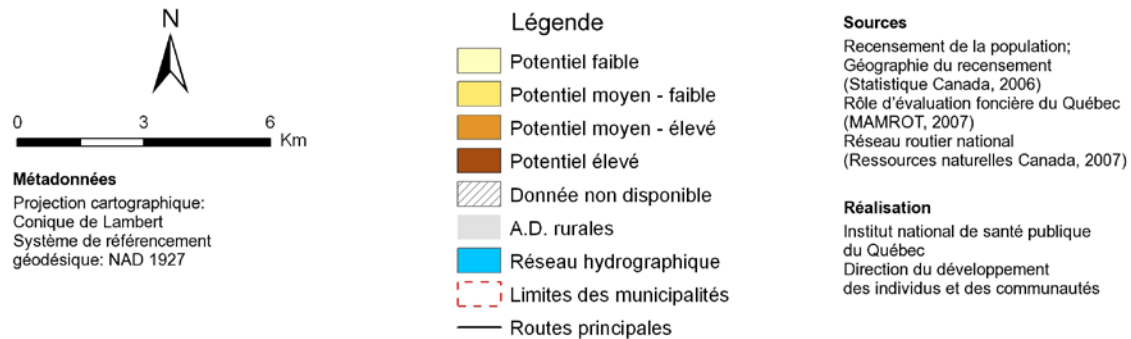 N
0 3 6
Km
Métadonnées
Projection cartographique:
Conique de Lambert
Système de référencement
géodésique: NAD 1927
Légende
Potentiel faible
Potentiel moyen - faible
Potentiel moyen - élevé
Potentiel élevé
Donnée non disponible
A.D. rurales
Réseau hydrographique
Limites des municipalités
Routes principales
Sources
Recensement de la population;
Géographie du recensement
(Statistique Canada, 2006)
Rôle d'évaluation foncière du Québec
(MAMROT, 2007)
Réseau routier national
(Ressources naturelles Canada, 2007)
Réalisation
Institut national de santé publique
du Québec
Direction du développement
des individus et des communautés